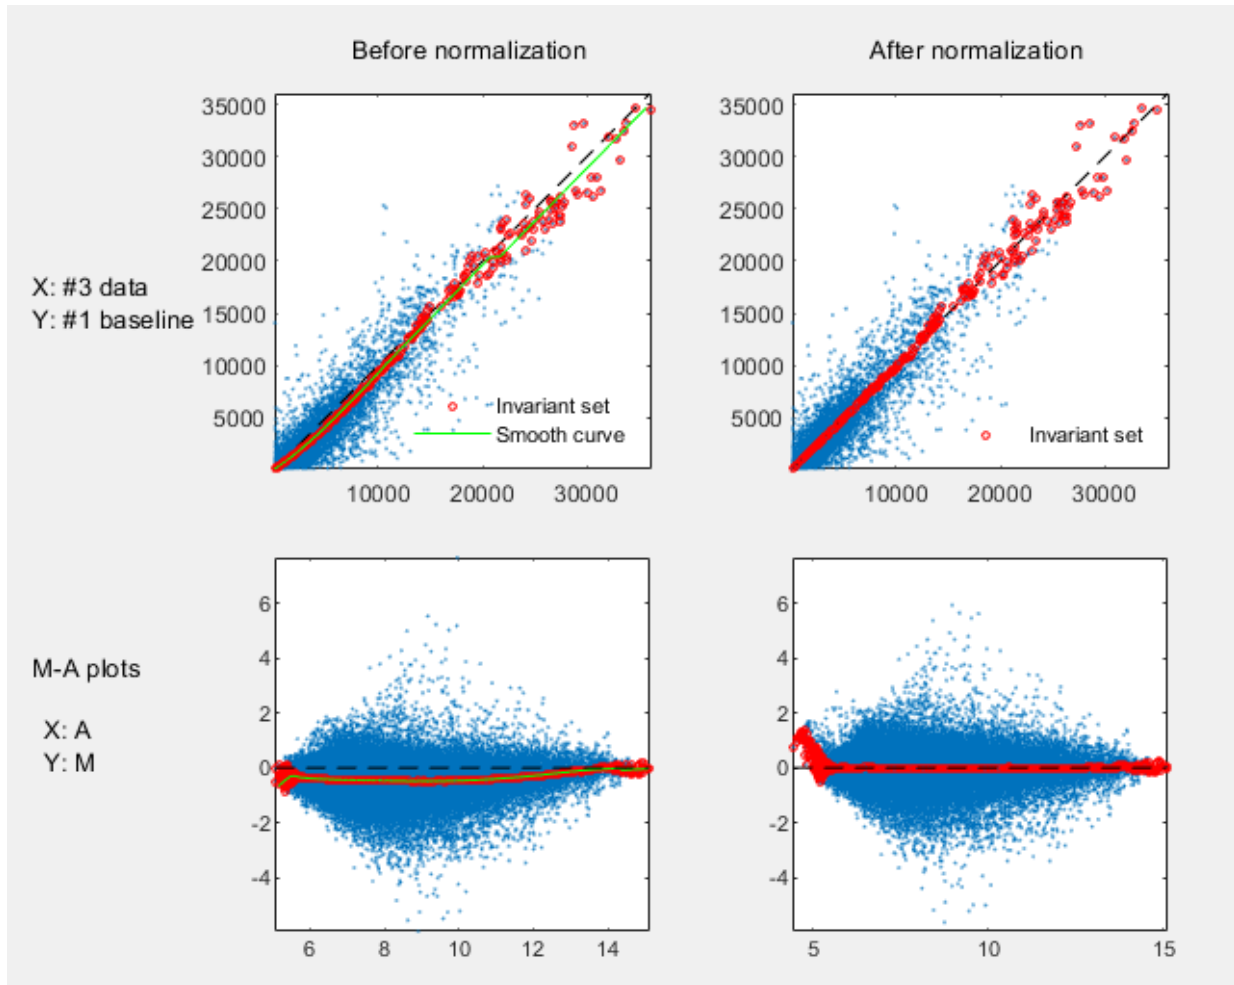 Before normalization
After normalization
35000
30000
25000
20000
15000
10000
5000
10000 20000 30000
Invariant set
Smooth curve
35000
30000
25000
20000
15000
10000
5000
10000 20000 30000
Invariant set
X: #3 data
Y: #1 baseline
M-A plots
X: A
Y: M
6
4
2
0
-2
-4
6 8 10 12 14
6
4
2
0
-2
-4
5 10 15